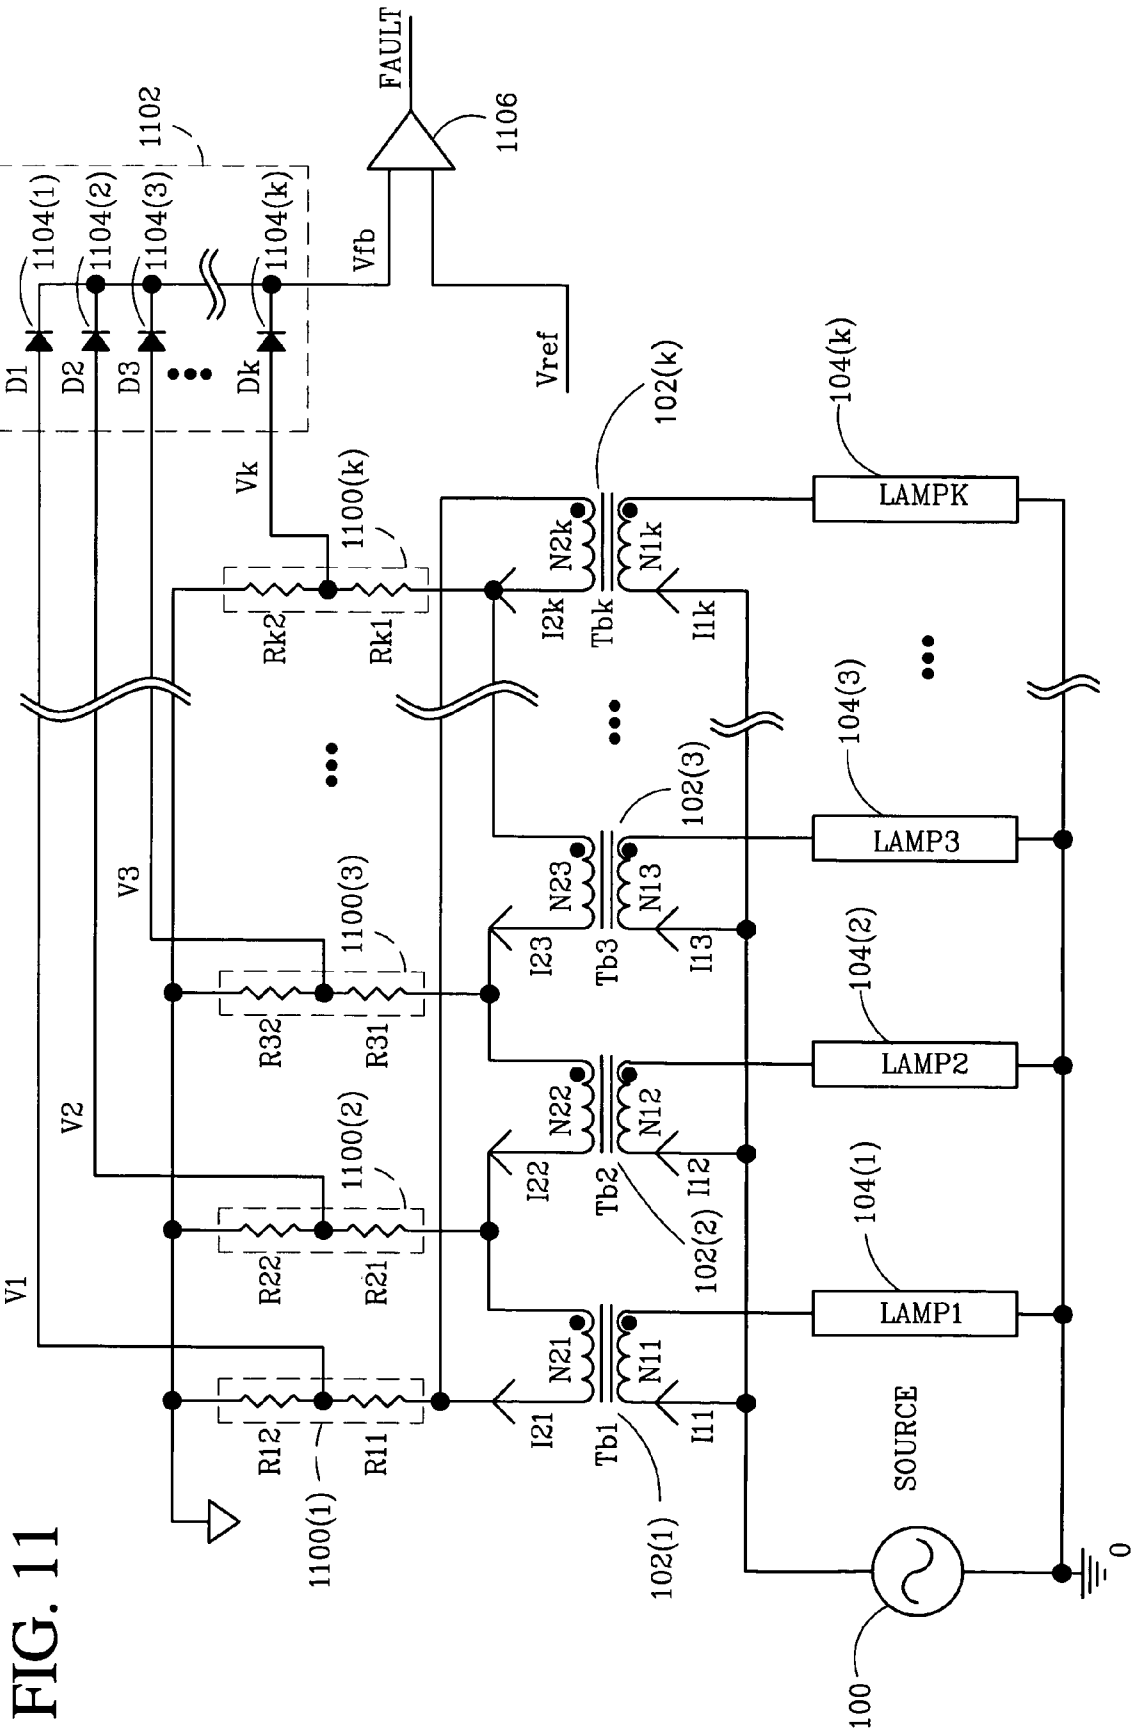 FIG. 11
1102
D1
1104(1)
D2
1104(2)
D3
1104(3)
Dk
1104(k)
Vfb
Vref
FAULT
1106
V1
V2
V3
Vk
R12
R11
1100(1)
R22
R21
1100(2)
R32
R31
1100(3)
Rk2
Rk1
1100(k)
I21
N21
Tb1
N11
I11
102(1)
I22
N22
Tb2
N12
I12
102(2)
I23
N23
Tb3
N13
I13
102(3)
I2k
N2k
Tbk
N1k
I1k
102(k)
100
SOURCE
LAMP1
104(1)
LAMP2
104(2)
LAMP3
104(3)
LAMPK
104(k)
0